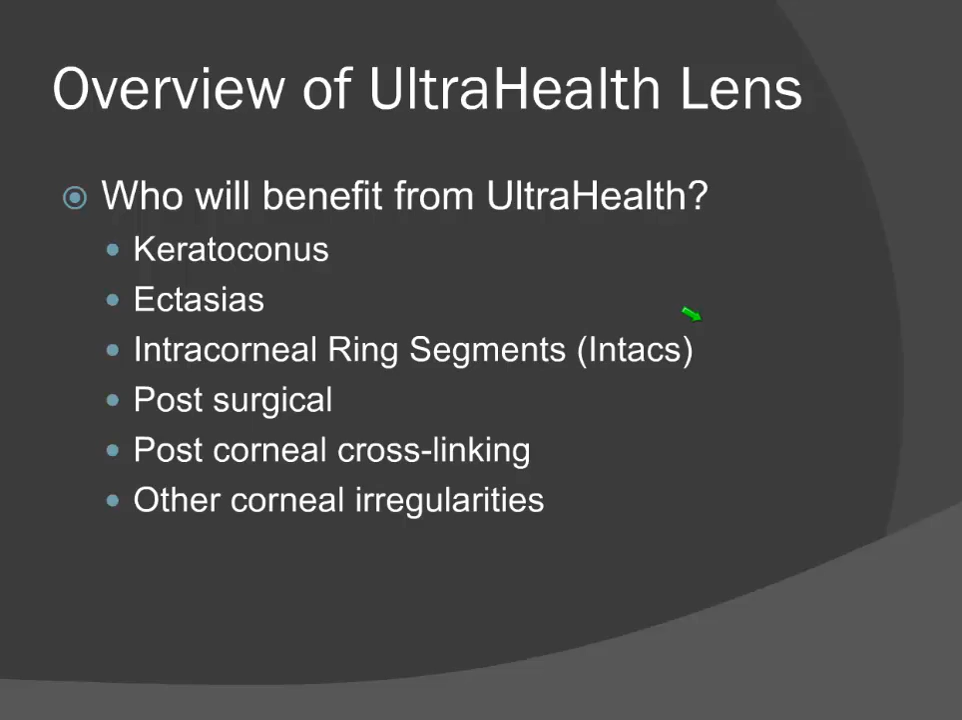 Overview of UltraHealth Lens
Who will benefit from UltraHealth?
Keratoconus
Ectasias
Intracorneal Ring Segments (Intacs)
Post surgical
Post corneal cross-linking
Other corneal irregularities